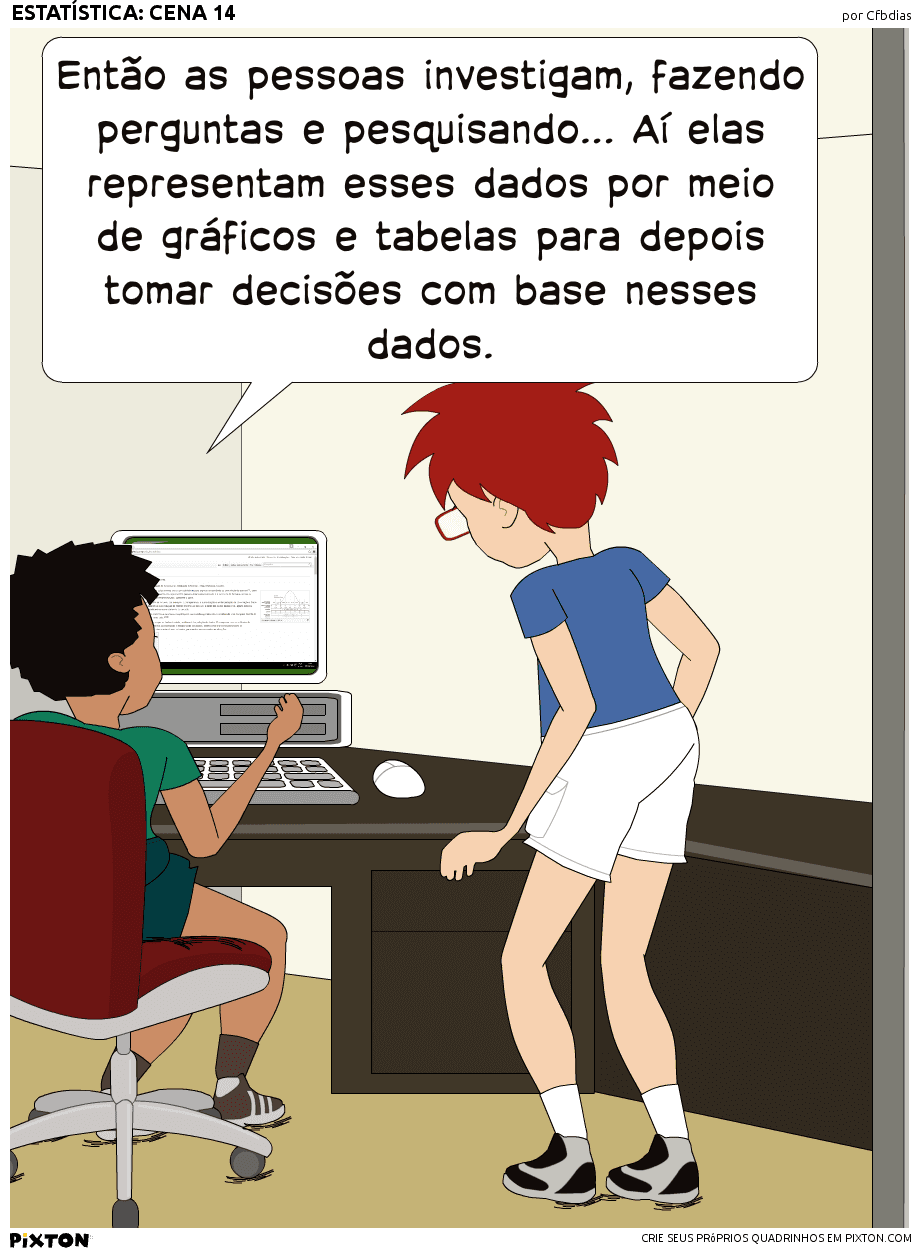 ESTATÍSTICA: CENA 14
por Cfbdias
Então as pessoas investigam, fazendo
perguntas e pesquisando... Aí elas
representam esses dados por meio
de gráficos e tabelas para depois
tomar decisões com base nesses
dados.
PiXTON
CRIE SEUS PRóPRIOS QUADRINHOS EM PIXTON.COM